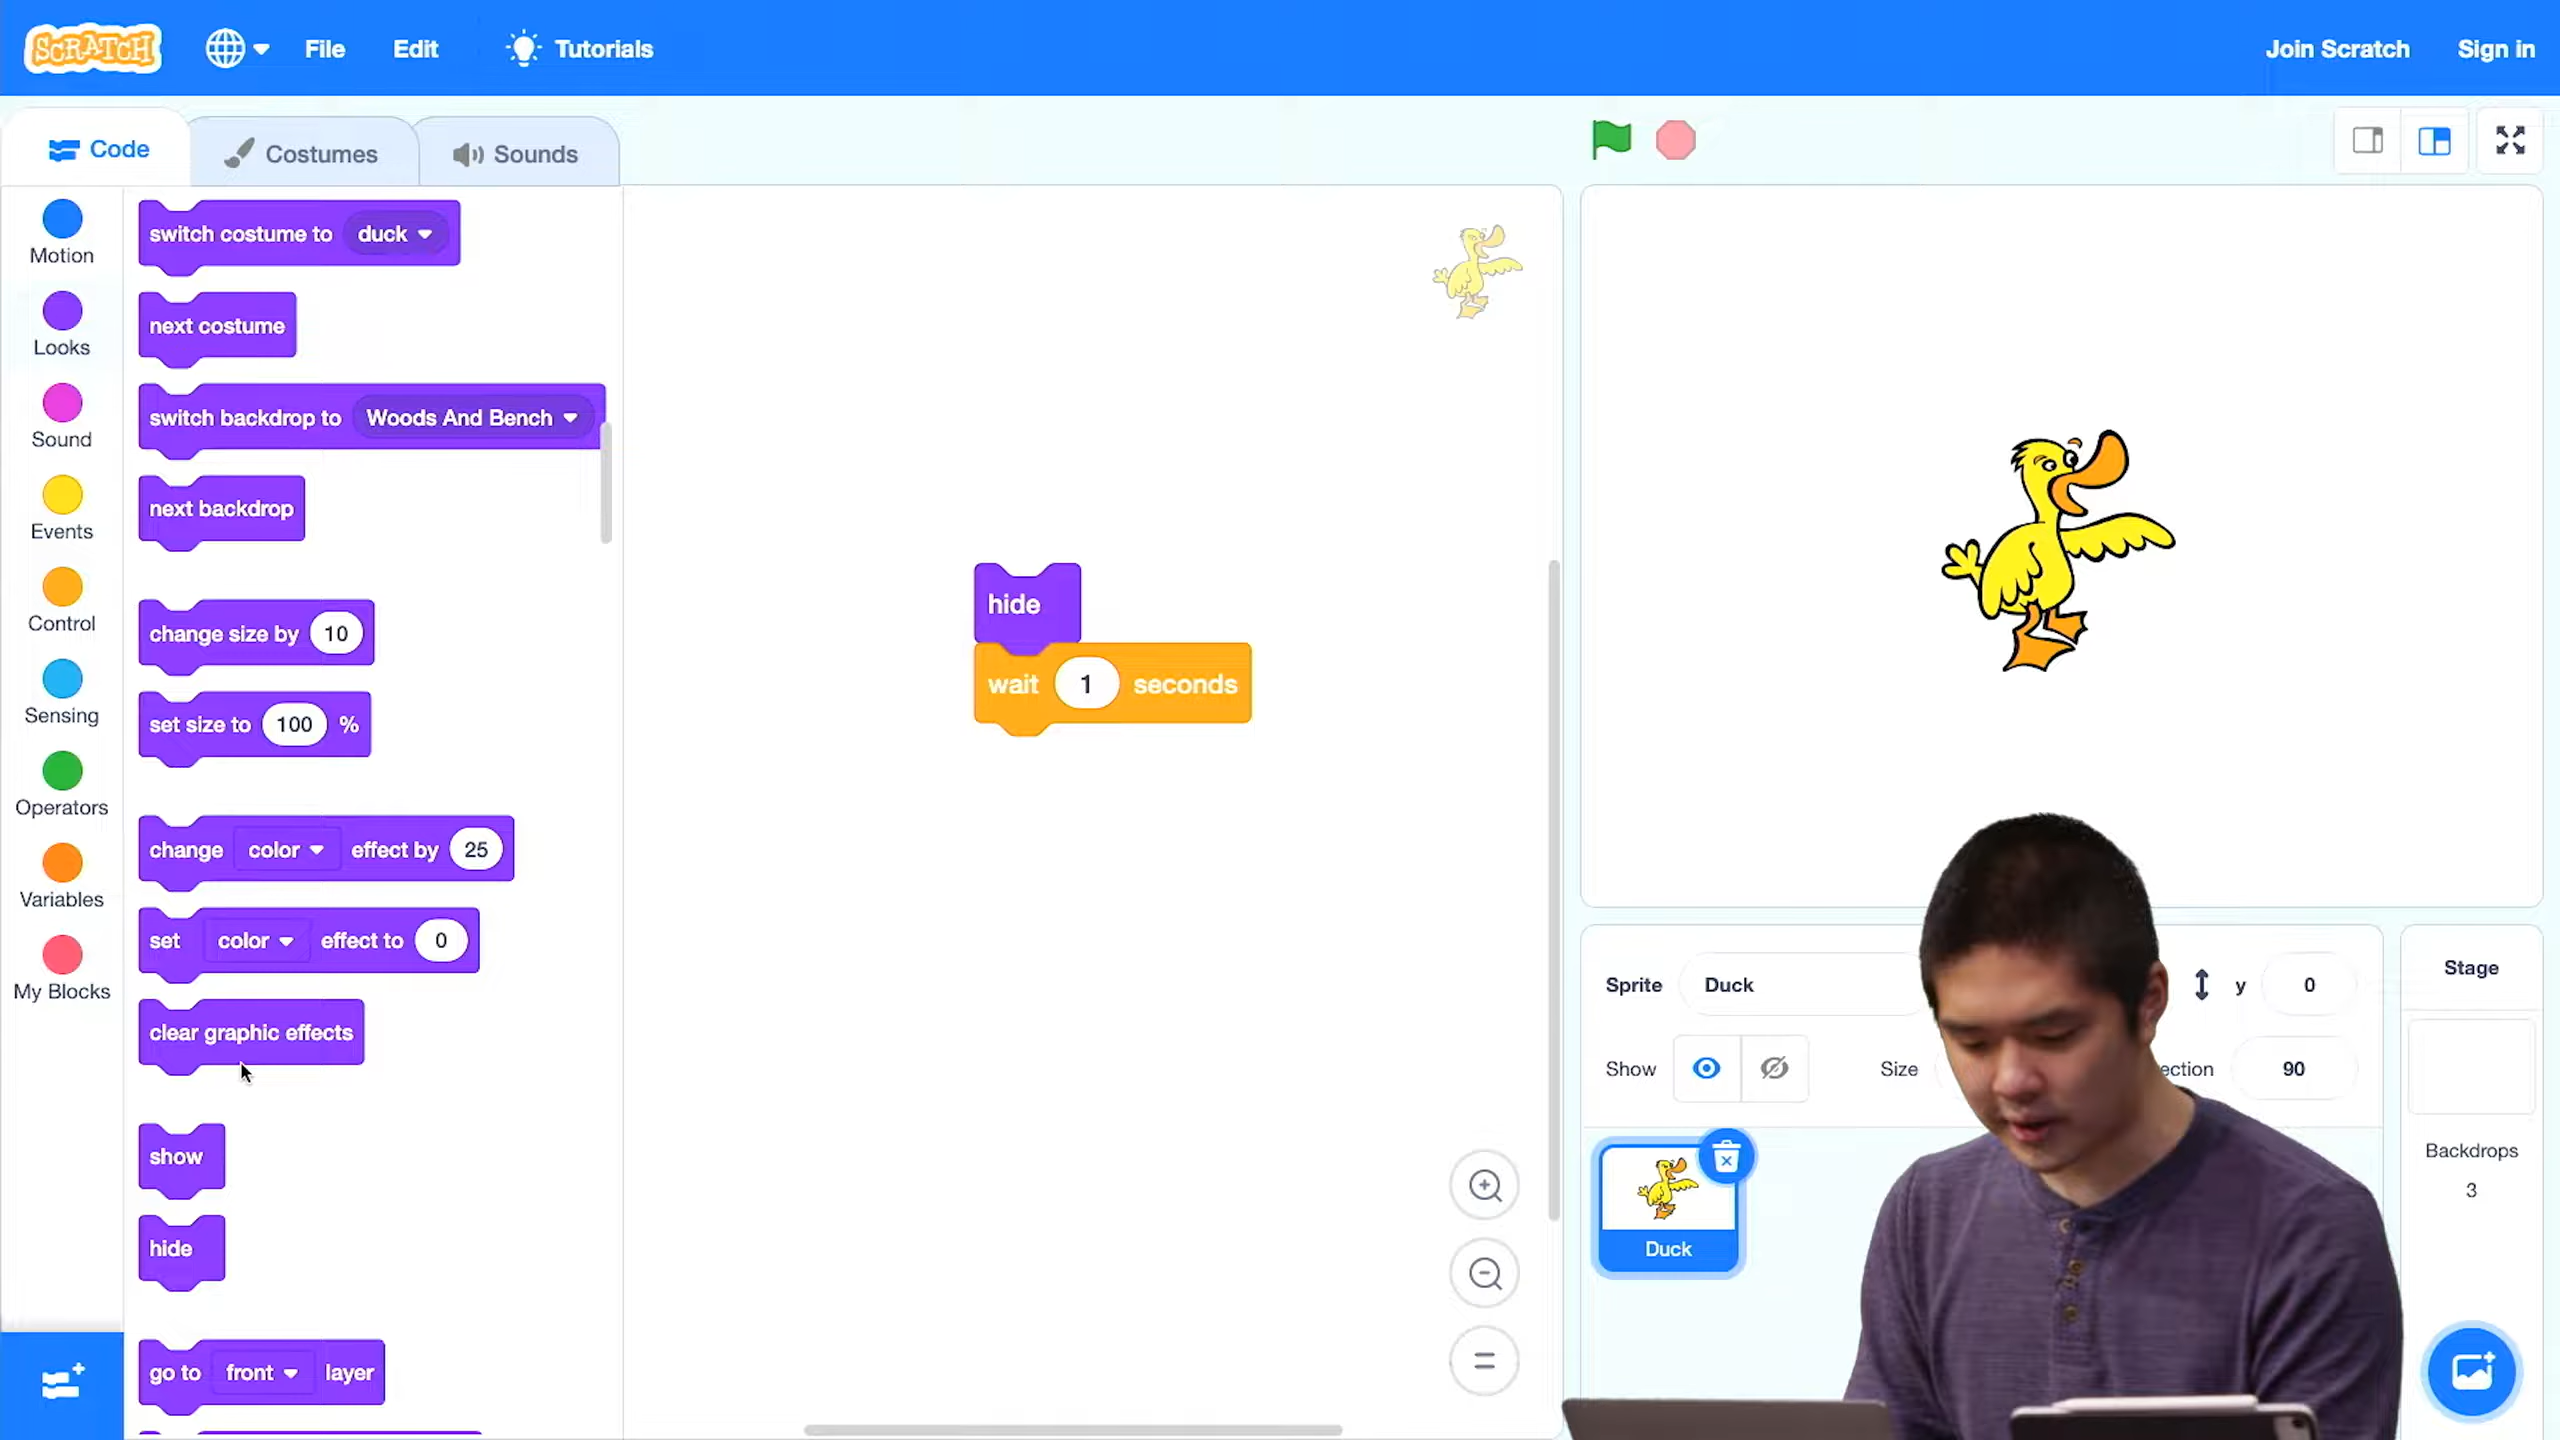 SCRATCH
File
Edit
Tutorials
Join Scratch
Sign in
Code
Costumes
Sounds
Motion
Looks
Sound
Events
Control
Sensing
Operators
Variables
My Blocks
switch costume to duck
next costume
switch backdrop to Woods And Bench
next backdrop
change size by 10
set size to 100 %
change color effect by 25
set color effect to 0
clear graphic effects
show
hide
go to front layer
hide
wait 1 seconds
Sprite Duck
y 0
Show
Size
ection 90
Duck
Stage
Backdrops
3